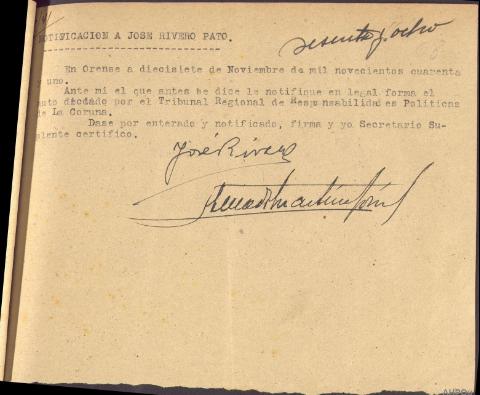 NOTIFICACION A JOSE RIVERO PATO.
sesenta y ocho
En Orense a diecisiete de Noviembre de mil novecientos cuarenta
y uno.
Ante mi el que antes se dice le notifique en legal forma el
auto dictado por el Tribunal Regional de Responsabilidades Politicas
de La Coruna.
Dase por enterado y notificado, firma y yo Secretario Su-
plente certifico.
José Rivero